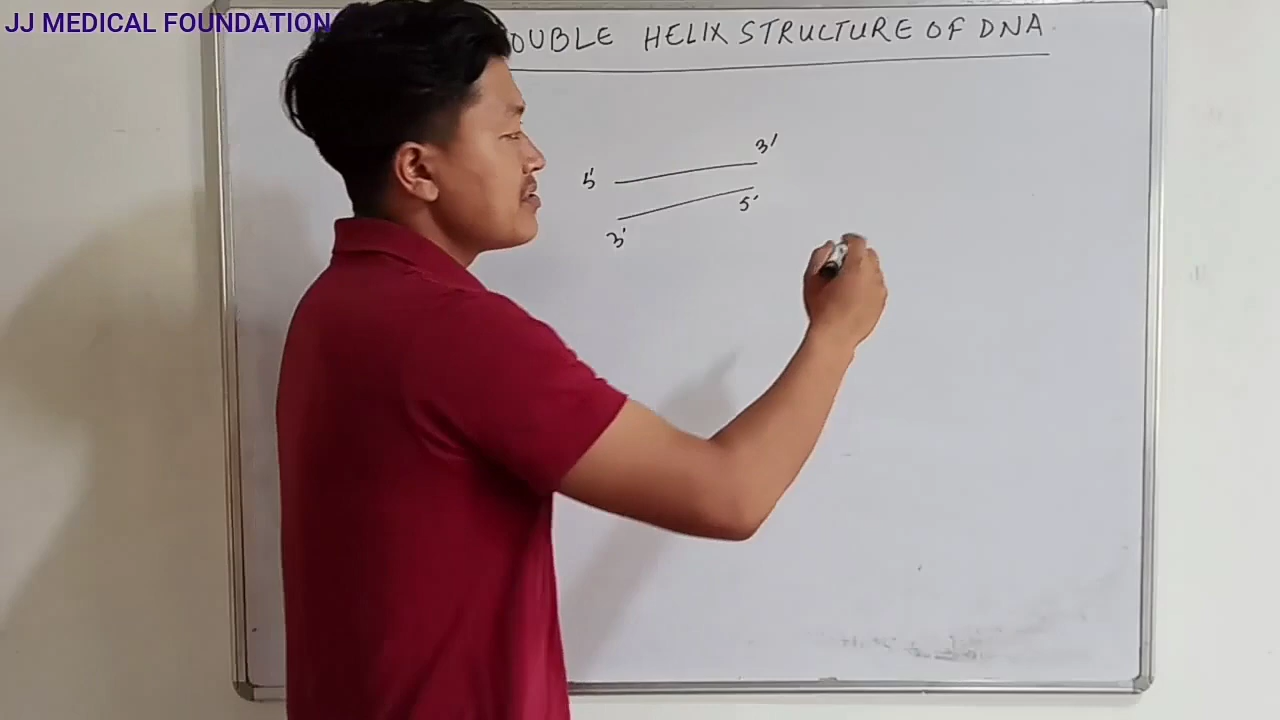 JJ MEDICAL FOUNDATION
OUBLE HELIX STRUCTURE OF DNA
5' 3'
3' 5'